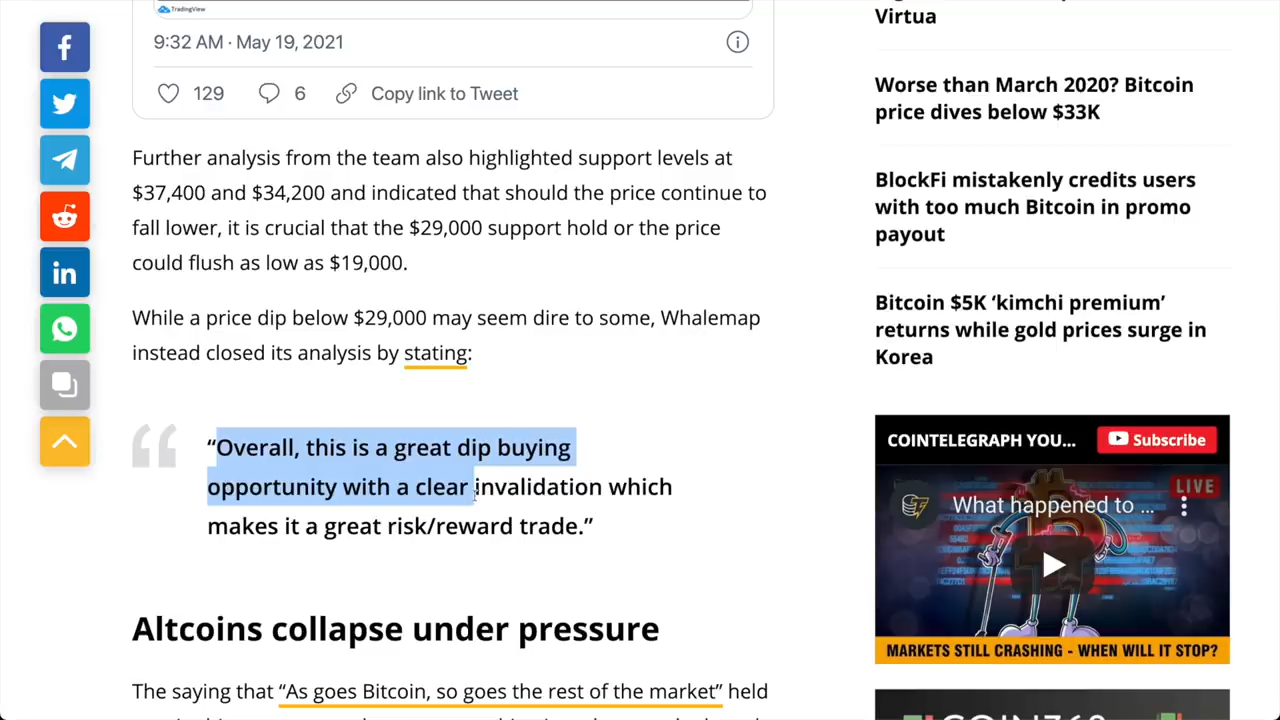 TradingView
9:32 AM · May 19, 2021
129
6
Copy link to Tweet
Further analysis from the team also highlighted support levels at
$37,400 and $34,200 and indicated that should the price continue to
fall lower, it is crucial that the $29,000 support hold or the price
could flush as low as $19,000.
While a price dip below $29,000 may seem dire to some, Whalemap
instead closed its analysis by stating:
“Overall, this is a great dip buying
opportunity with a clear invalidation which
makes it a great risk/reward trade.”
Altcoins collapse under pressure
The saying that “As goes Bitcoin, so goes the rest of the market” held
Virtua
Worse than March 2020? Bitcoin
price dives below $33K
BlockFi mistakenly credits users
with too much Bitcoin in promo
payout
Bitcoin $5K ‘kimchi premium’
returns while gold prices surge in
Korea
COINTELEGRAPH YOU...
Subscribe
LIVE
What happened to ...
MARKETS STILL CRASHING - WHEN WILL IT STOP?